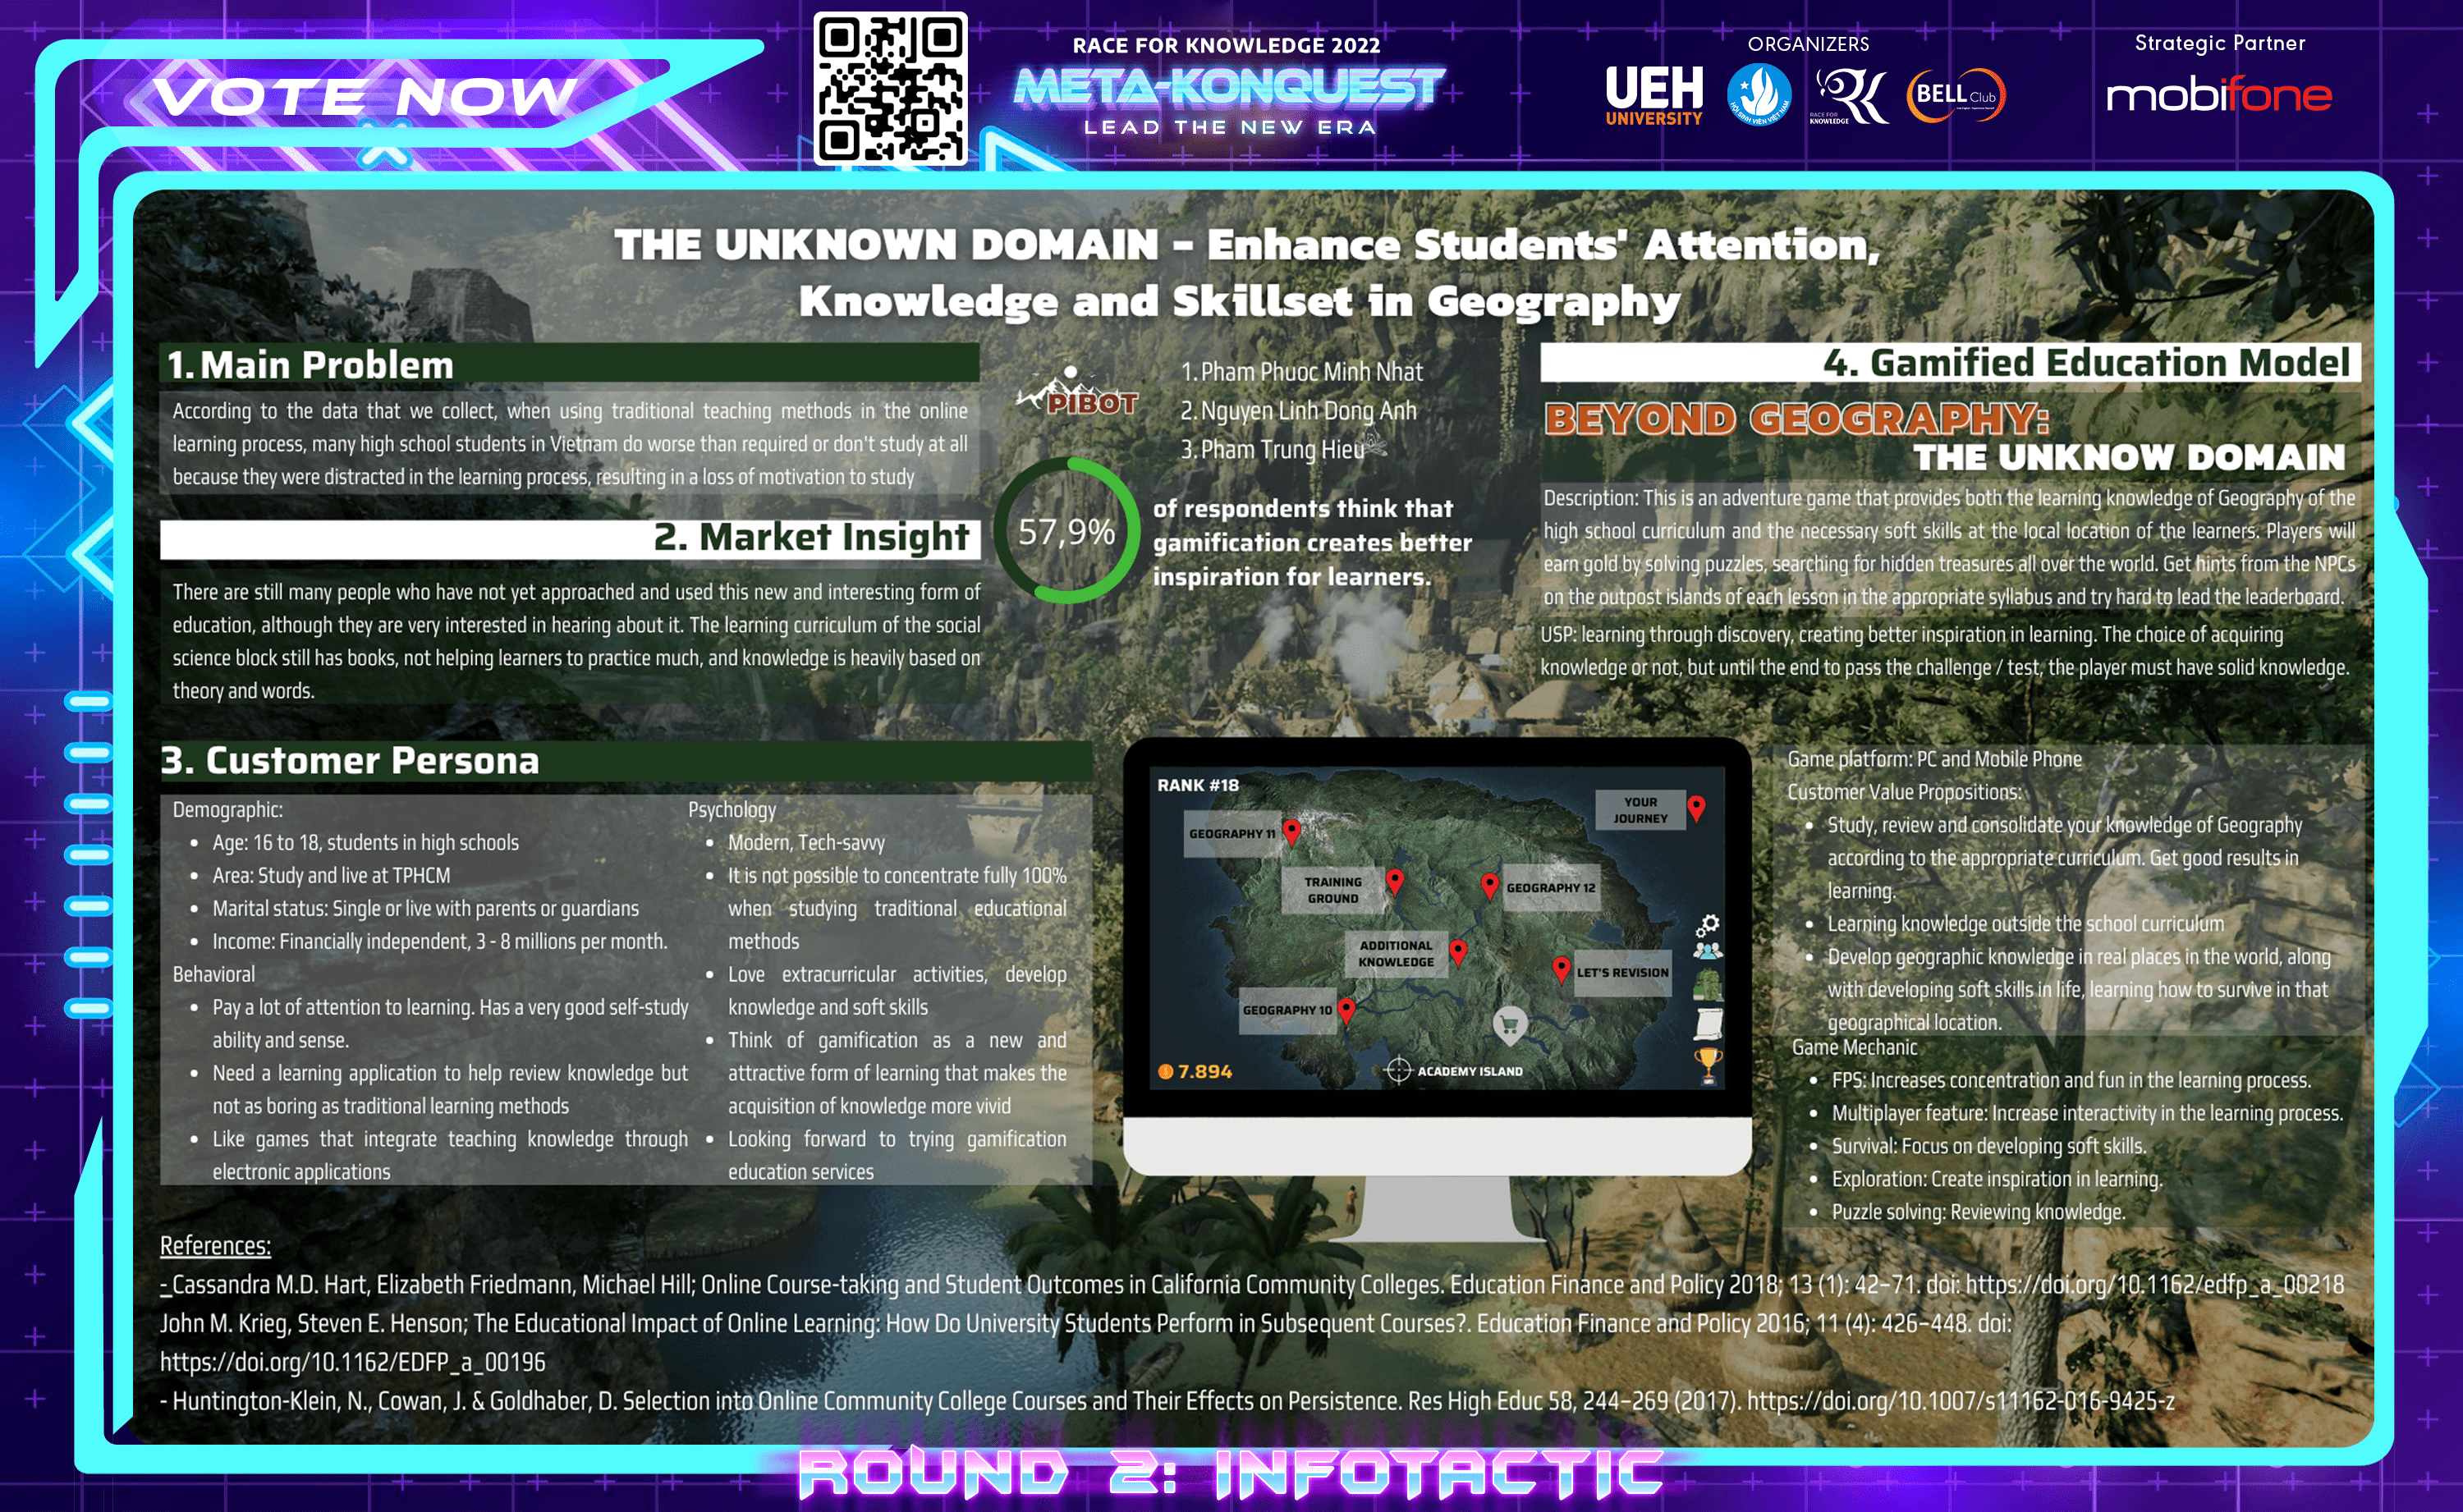 VOTE NOW
RACE FOR KNOWLEDGE 2022
META-KONQUEST
LEAD THE NEW ERA
ORGANIZERS
UEH
UNIVERSITY
HỘI SINH VIÊN VIỆT NAM
RK
RACE FOR
KNOWLEDGE
BELL Club
Strategic Partner
mobifone
THE UNKNOWN DOMAIN - Enhance Students' Attention,
Knowledge and Skillset in Geography
1. Main Problem
According to the data that we collect, when using traditional teaching methods in the online
learning process, many high school students in Vietnam do worse than required or don't study at all
because they were distracted in the learning process, resulting in a loss of motivation to study
2. Market Insight
There are still many people who have not yet approached and used this new and interesting form of
education, although they are very interested in hearing about it. The learning curriculum of the social
science block still has books, not helping learners to practice much, and knowledge is heavily based on
theory and words.
PIBOT
1. Pham Phuoc Minh Nhat
2. Nguyen Linh Dong Anh
3. Pham Trung Hieu
57,9%
of respondents think that
gamification creates better
inspiration for learners.
3. Customer Persona
Demographic:
• Age: 16 to 18, students in high schools
• Area: Study and live at TPHCM
• Marital status: Single or live with parents or guardians
• Income: Financially independent, 3 - 8 millions per month.
Behavioral
• Pay a lot of attention to learning. Has a very good self-study
ability and sense.
• Need a learning application to help review knowledge but
not as boring as traditional learning methods
• Like games that integrate teaching knowledge through
electronic applications
Psychology
• Modern, Tech-savvy
• It is not possible to concentrate fully 100%
when studying traditional educational
methods
• Love extracurricular activities, develop
knowledge and soft skills
• Think of gamification as a new and
attractive form of learning that makes the
acquisition of knowledge more vivid
• Looking forward to trying gamification
education services
4. Gamified Education Model
BEYOND GEOGRAPHY:
THE UNKNOW DOMAIN
Description: This is an adventure game that provides both the learning knowledge of Geography of the
high school curriculum and the necessary soft skills at the local location of the learners. Players will
earn gold by solving puzzles, searching for hidden treasures all over the world. Get hints from the NPCs
on the outpost islands of each lesson in the appropriate syllabus and try hard to lead the leaderboard.
USP: learning through discovery, creating better inspiration in learning. The choice of acquiring
knowledge or not, but until the end to pass the challenge / test, the player must have solid knowledge.
RANK #18
YOUR
JOURNEY
GEOGRAPHY 11
TRAINING
GROUND
GEOGRAPHY 12
ADDITIONAL
KNOWLEDGE
LET'S REVISION
GEOGRAPHY 10
7.894
ACADEMY ISLAND
Game platform: PC and Mobile Phone
Customer Value Propositions:
• Study, review and consolidate your knowledge of Geography
according to the appropriate curriculum. Get good results in
learning.
• Learning knowledge outside the school curriculum
• Develop geographic knowledge in real places in the world, along
with developing soft skills in life, learning how to survive in that
geographical location.
Game Mechanic
• FPS: Increases concentration and fun in the learning process.
• Multiplayer feature: Increase interactivity in the learning process.
• Survival: Focus on developing soft skills.
• Exploration: Create inspiration in learning.
• Puzzle solving: Reviewing knowledge.
References:
- Cassandra M.D. Hart, Elizabeth Friedmann, Michael Hill; Online Course-taking and Student Outcomes in California Community Colleges. Education Finance and Policy 2018; 13 (1): 42–71. doi: https://doi.org/10.1162/edfp_a_00218
John M. Krieg, Steven E. Henson; The Educational Impact of Online Learning: How Do University Students Perform in Subsequent Courses?. Education Finance and Policy 2016; 11 (4): 426–448. doi:
https://doi.org/10.1162/EDFP_a_00196
- Huntington-Klein, N., Cowan, J. & Goldhaber, D. Selection into Online Community College Courses and Their Effects on Persistence. Res High Educ 58, 244–269 (2017). https://doi.org/10.1007/s11162-016-9425-z
ROUND 2: INFOTACTIC